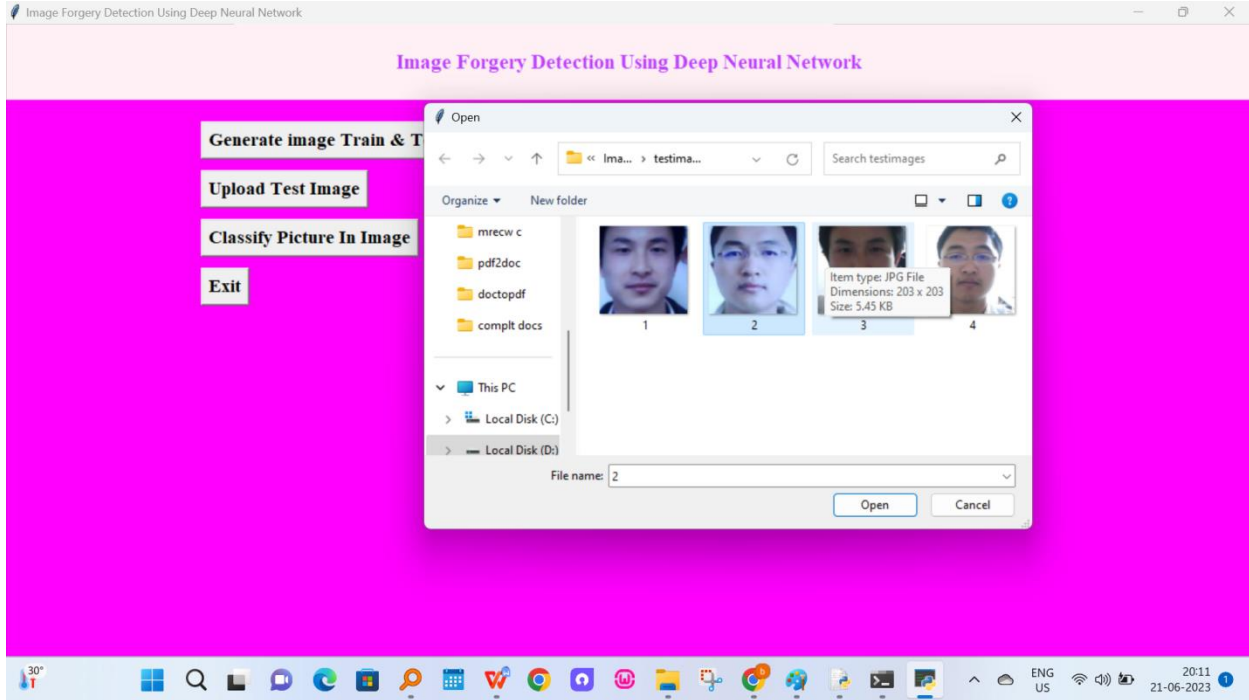 Image Forgery Detection Using Deep Neural Network
Image Forgery Detection Using Deep Neural Network
Generate image Train & T
Upload Test Image
Classify Picture In Image
Exit
Open
« Ima... › testima...
Search testimages
Organize
New folder
mrecw c
pdf2doc
doctopdf
complt docs
This PC
Local Disk (C:)
Local Disk (D:)
1
2
3
4
Item type: JPG File
Dimensions: 203 x 203
Size: 5.45 KB
File name: 2
Open
Cancel
30°
ENG
US
20:11
21-06-2023
1